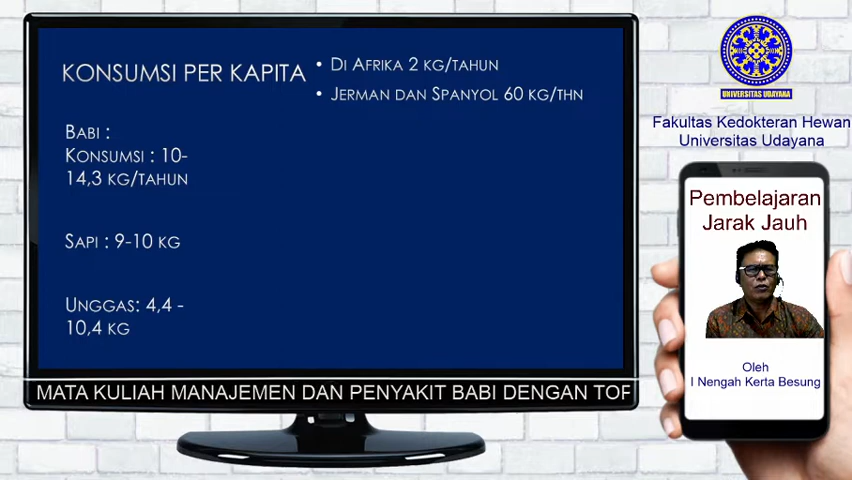 KONSUMSI PER KAPITA
BABI :
KONSUMSI : 10-
14,3 KG/TAHUN
SAPI : 9-10 KG
UNGGAS: 4,4 -
10,4 KG
• DI AFRIKA 2 KG/TAHUN
• JERMAN DAN SPANYOL 60 KG/THN
MATA KULIAH MANAJEMEN DAN PENYAKIT BABI DENGAN TOF
UNIVERSITAS UDAYANA
Fakultas Kedokteran Hewan
Universitas Udayana
Pembelajaran
Jarak Jauh
Oleh
I Nengah Kerta Besung